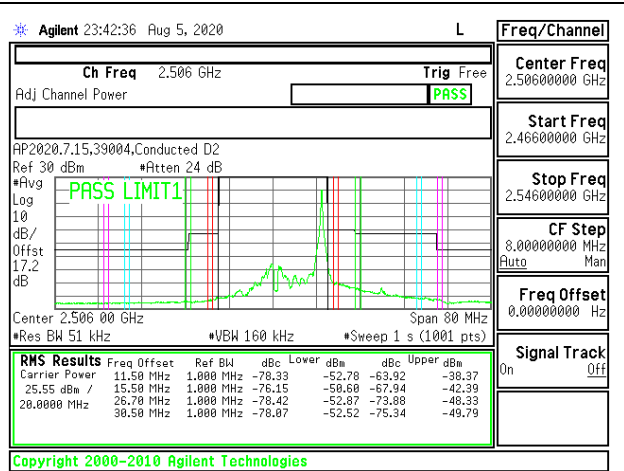 Agilent 23:42:36 Aug 5, 2020 L
Freq/Channel
Ch Freq 2.506 GHz Trig Free
Adj Channel Power PASS
AP2020.7.15,39004,Conducted D2
Ref 30 dBm #Atten 24 dB
#Avg
Log
10
dB/
Offst
17.2
dB
PASS LIMIT1
Center 2.506 00 GHz Span 80 MHz
#Res BW 51 kHz #VBW 160 kHz #Sweep 1 s (1001 pts)
RMS Results Freq Offset Ref BW dBc Lower dBm dBc Upper dBm
Carrier Power 11.50 MHz 1.000 MHz -78.33 -52.78 -63.92 -38.37
25.55 dBm / 15.50 MHz 1.000 MHz -76.15 -50.60 -67.94 -42.39
20.0000 MHz 26.70 MHz 1.000 MHz -78.42 -52.87 -73.88 -48.33
30.50 MHz 1.000 MHz -78.07 -52.52 -75.34 -49.79
Center Freq
2.50600000 GHz
Start Freq
2.46600000 GHz
Stop Freq
2.54600000 GHz
CF Step
8.00000000 MHz
Auto Man
Freq Offset
0.00000000 Hz
Signal Track
On Off
Copyright 2000-2010 Agilent Technologies